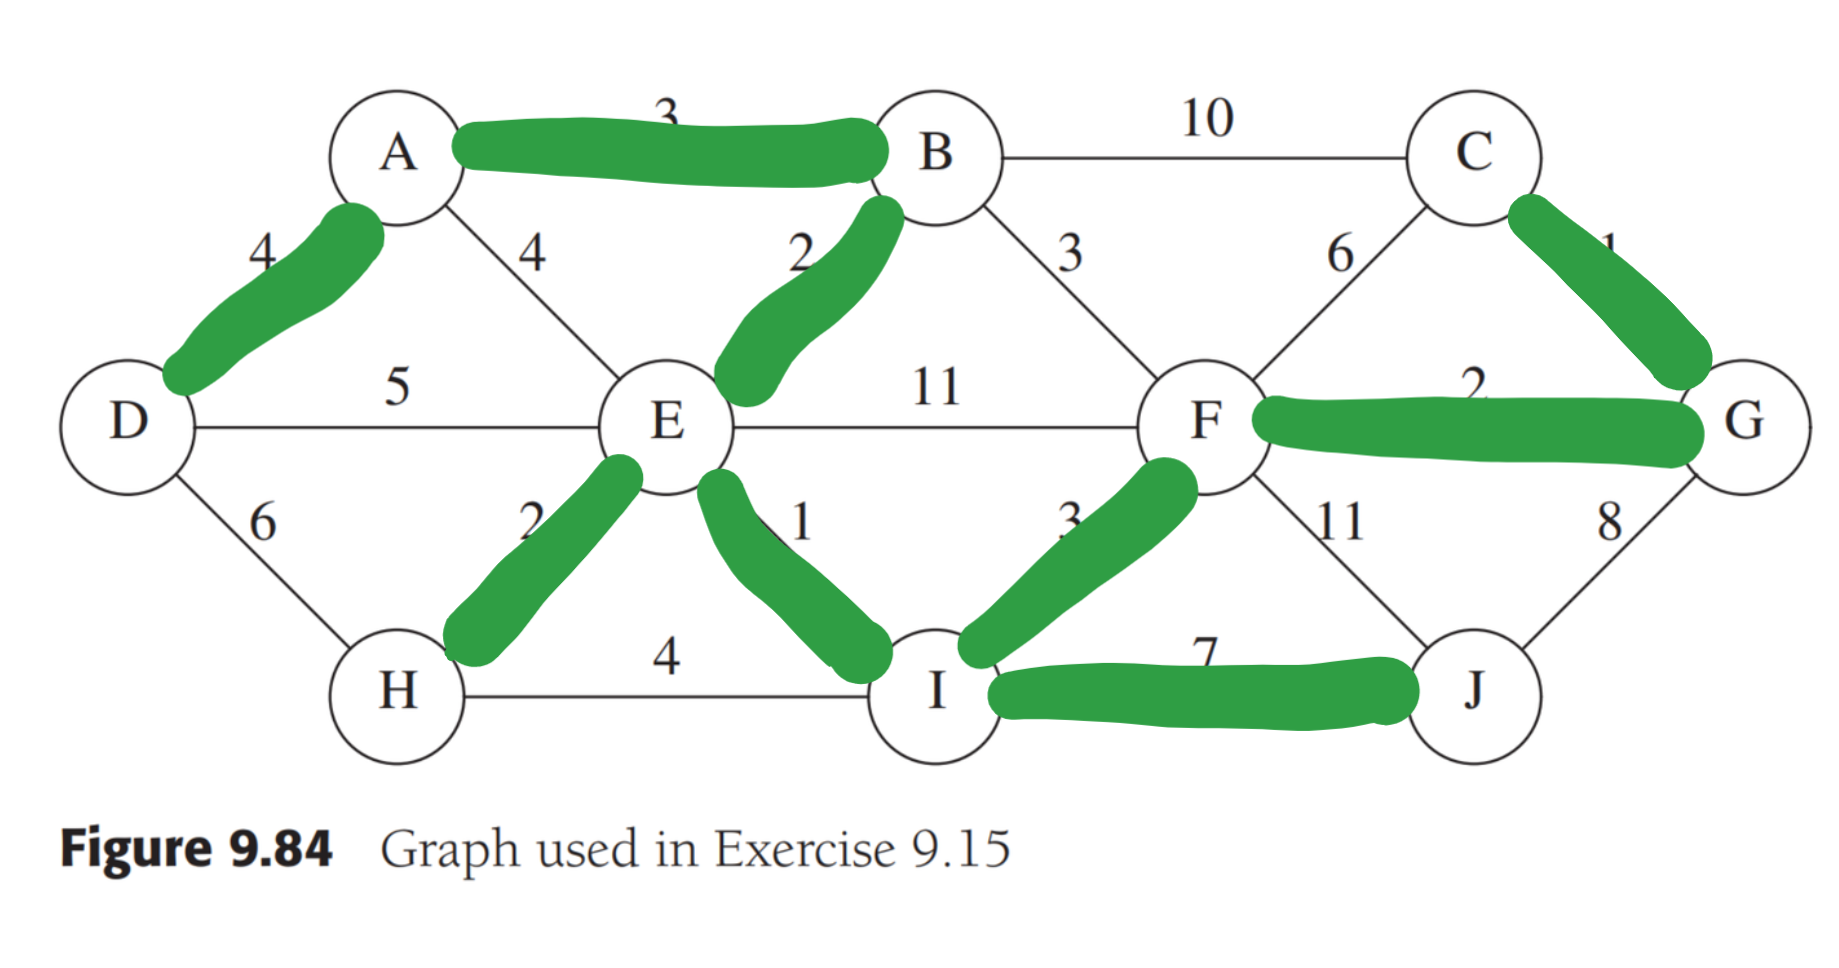 3 10
A B C
4 4 2 3 6 1
5 11 2
D E F G
6 2 1 3 11 8
4 7
H I J
Figure 9.84 Graph used in Exercise 9.15